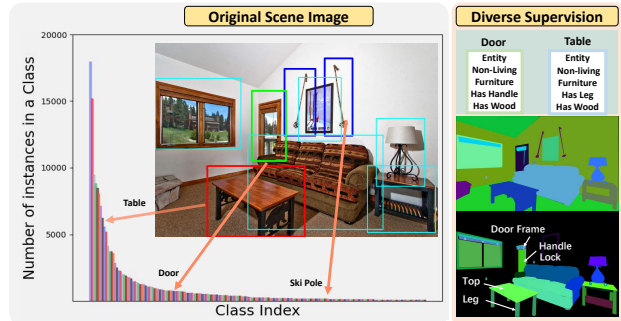 Original Scene Image
Number of instances in a Class
20000
15000
10000
5000
Table
Door
Ski Pole
Class Index
Diverse Supervision
Door
Entity
Non-Living
Furniture
Has Handle
Has Wood
Table
Entity
Non-living
Furniture
Has Leg
Has Wood
Door Frame
Handle
Lock
Top
Leg